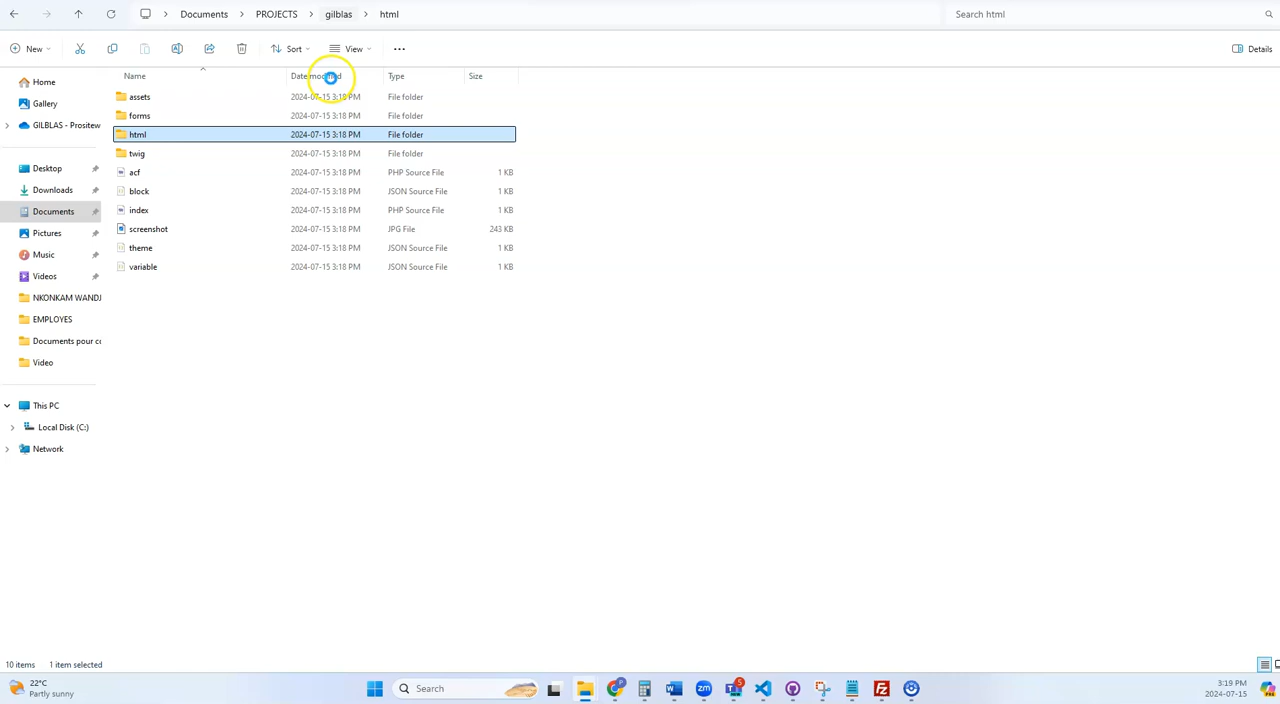 Documents PROJECTS gilblas html Search html
New Sort View Details
Name Date modified Type Size
Home
Gallery
GILBLAS - Prositew
Desktop
Downloads
Documents
Pictures
Music
Videos
NKONKAM WANDJ
EMPLOYES
Documents pour cc
Video
This PC
Local Disk (C:)
Network
assets 2024-07-15 3:18 PM File folder
forms 2024-07-15 3:18 PM File folder
html 2024-07-15 3:18 PM File folder
twig 2024-07-15 3:18 PM File folder
acf 2024-07-15 3:18 PM PHP Source File 1 KB
block 2024-07-15 3:18 PM JSON Source File 1 KB
index 2024-07-15 3:18 PM PHP Source File 1 KB
screenshot 2024-07-15 3:18 PM JPG File 243 KB
theme 2024-07-15 3:18 PM JSON Source File 1 KB
variable 2024-07-15 3:18 PM JSON Source File 1 KB
10 items 1 item selected
22°C
Partly sunny
Search
5
3:19 PM
2024-07-15